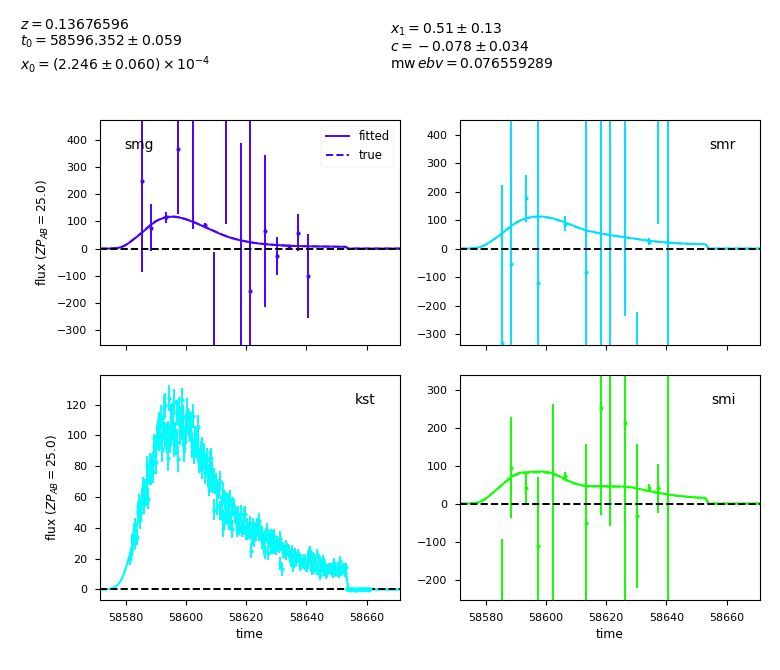 z = 0.13676596
t0 = 58596.352 ± 0.059
x0 = (2.246 ± 0.060) × 10^−4
x1 = 0.51 ± 0.13
c = −0.078 ± 0.034
mw ebv = 0.076559289
smg
fitted
true
400
300
200
100
0
−100
−200
−300
flux (ZP_AB = 25.0)
smr
400
300
200
100
0
−100
−200
−300
kst
120
100
80
60
40
20
0
flux (ZP_AB = 25.0)
58580 58600 58620 58640 58660
time
smi
300
200
100
0
−100
−200
58580 58600 58620 58640 58660
time